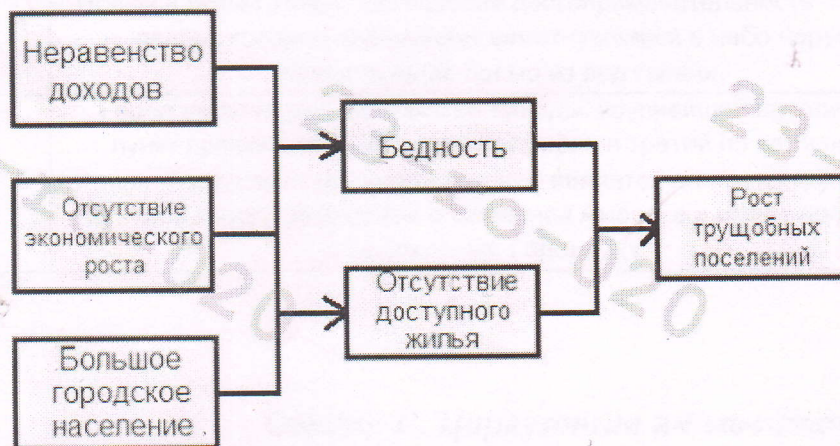 Неравенство
доходов
Отсутствие
экономического
роста
Большое
городское
население
Бедность
Отсутствие
доступного
жилья
Рост
трущобных
поселений